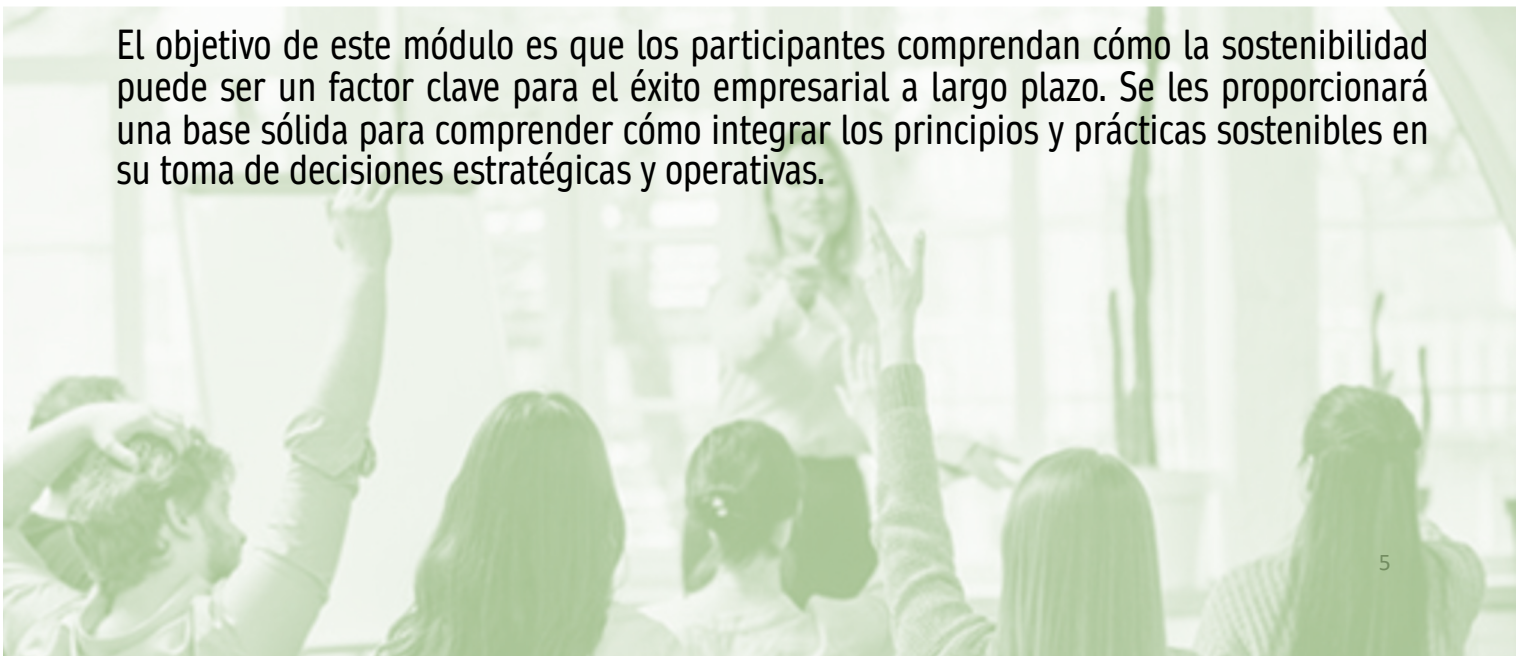 El objetivo de este módulo es que los participantes comprendan cómo la sostenibilidad
puede ser un factor clave para el éxito empresarial a largo plazo. Se les proporcionará
una base sólida para comprender cómo integrar los principios y prácticas sostenibles en
su toma de decisiones estratégicas y operativas.
5